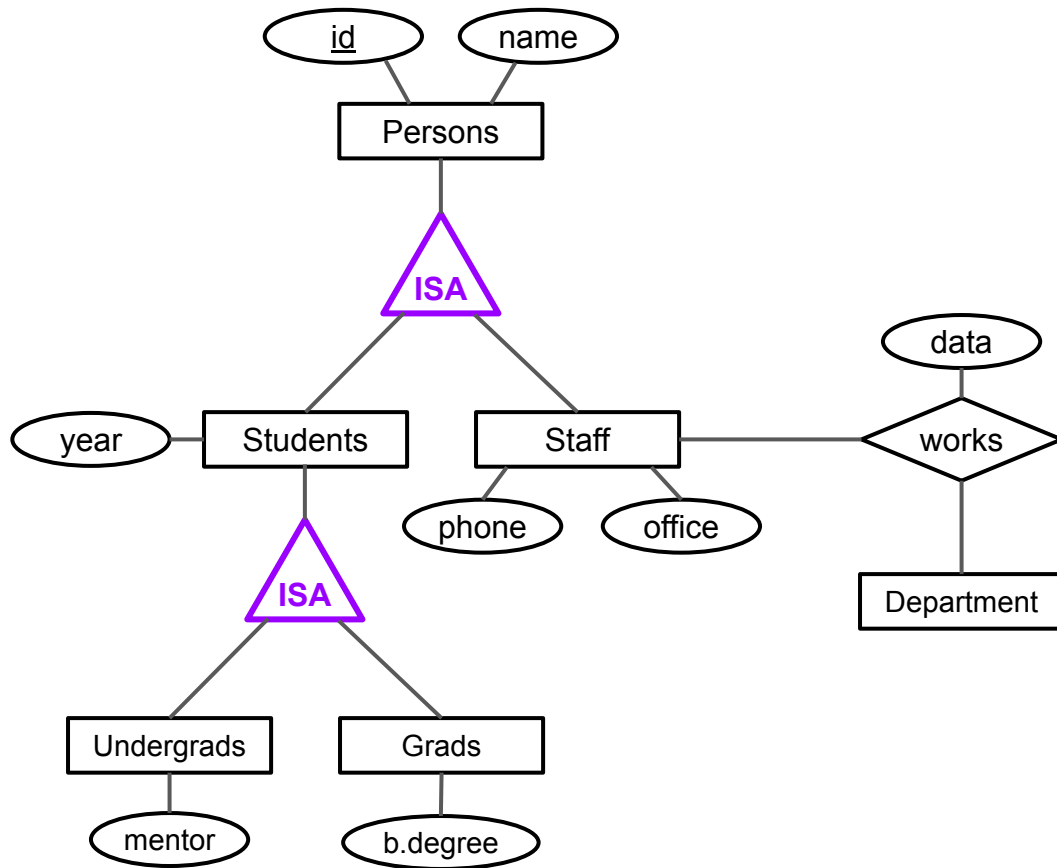 id
name
Persons
ISA
data
year
Students
Staff
works
phone
office
ISA
Department
Undergrads
Grads
mentor
b.degree